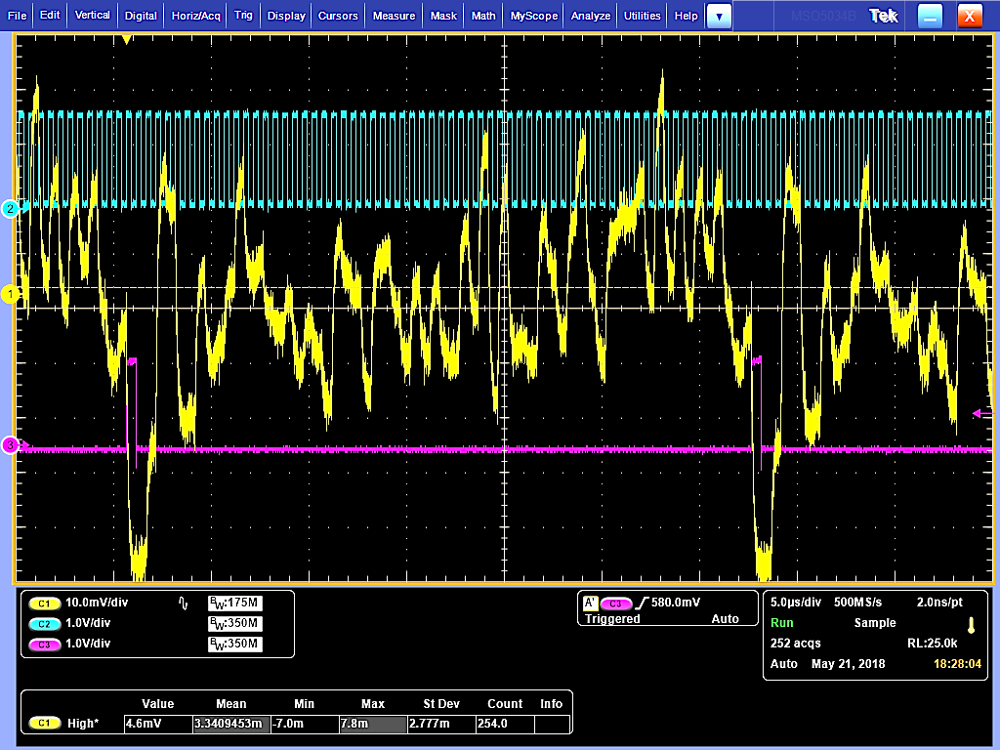 File Edit Vertical Digital Horiz/Acq Trig Display Cursors Measure Mask Math MyScope Analyze Utilities Help MSO5034B Tek X
2
1
3
C1 10.0mV/div BW:175M
C2 1.0V/div BW:350M
C3 1.0V/div BW:350M
A' C3 580.0mV
Triggered Auto
5.0µs/div 500MS/s 2.0ns/pt
Run Sample
252 acqs RL:25.0k
Auto May 21, 2018 18:28:04
Value Mean Min Max St Dev Count Info
C1 High* 4.6mV 3.3409453m -7.0m 7.8m 2.777m 254.0